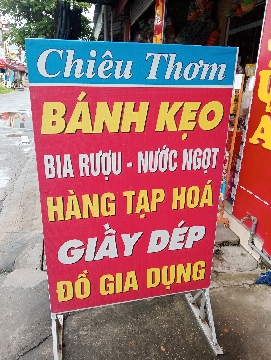 Chiêu Thơm
BÁNH KẸO
BIA RƯỢU - NƯỚC NGỌT
HÀNG TẠP HOÁ
GIẦY DÉP
ĐỒ GIA DỤNG